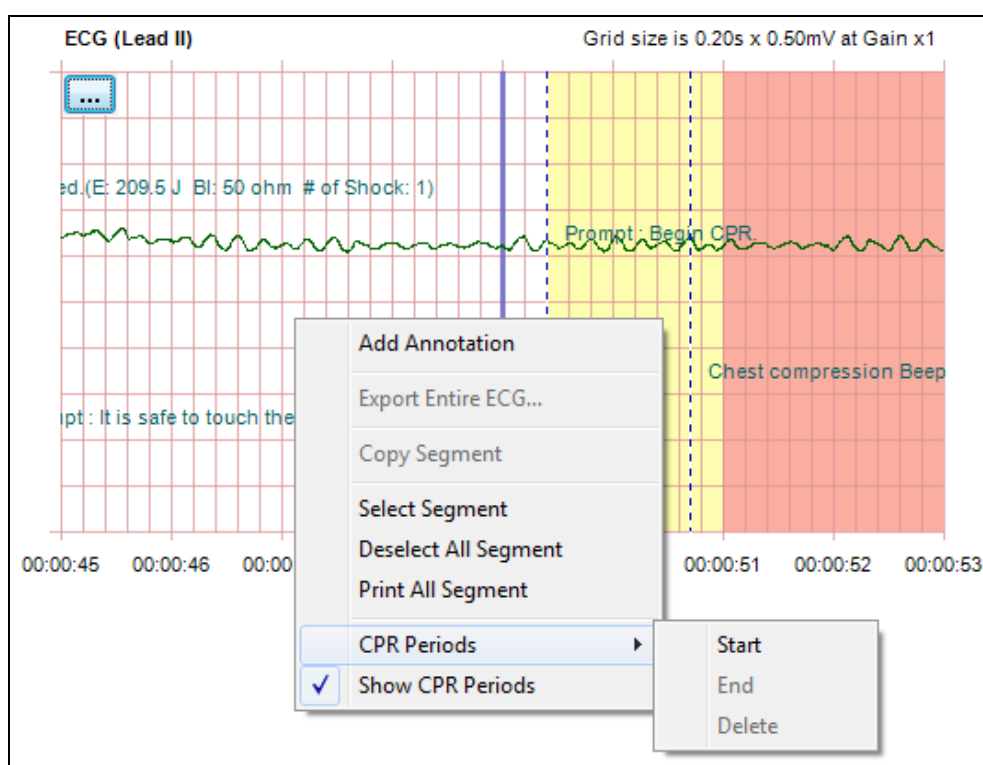 ECG (Lead II) Grid size is 0.20s x 0.50mV at Gain x1
...
ed.(E: 209.5 J BI: 50 ohm # of Shock: 1)
Prompt : Begin CPR.
Add Annotation
Chest compression Beep
Export Entire ECG...
pt : It is safe to touch the
Copy Segment
Select Segment
Deselect All Segment
Print All Segment
00:00:45 00:00:46 00:00 00:00:51 00:00:52 00:00:53
CPR Periods
Show CPR Periods
Start
End
Delete